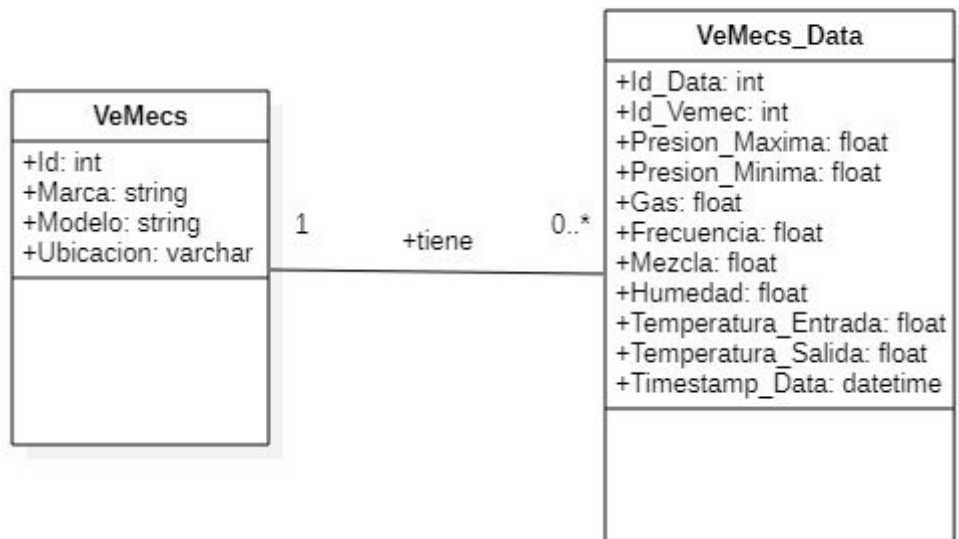 VeMecs
+Id: int
+Marca: string
+Modelo: string
+Ubicacion: varchar
1
+tiene
0..*
VeMecs_Data
+Id_Data: int
+Id_Vemec: int
+Presion_Maxima: float
+Presion_Minima: float
+Gas: float
+Frecuencia: float
+Mezcla: float
+Humedad: float
+Temperatura_Entrada: float
+Temperatura_Salida: float
+Timestamp_Data: datetime